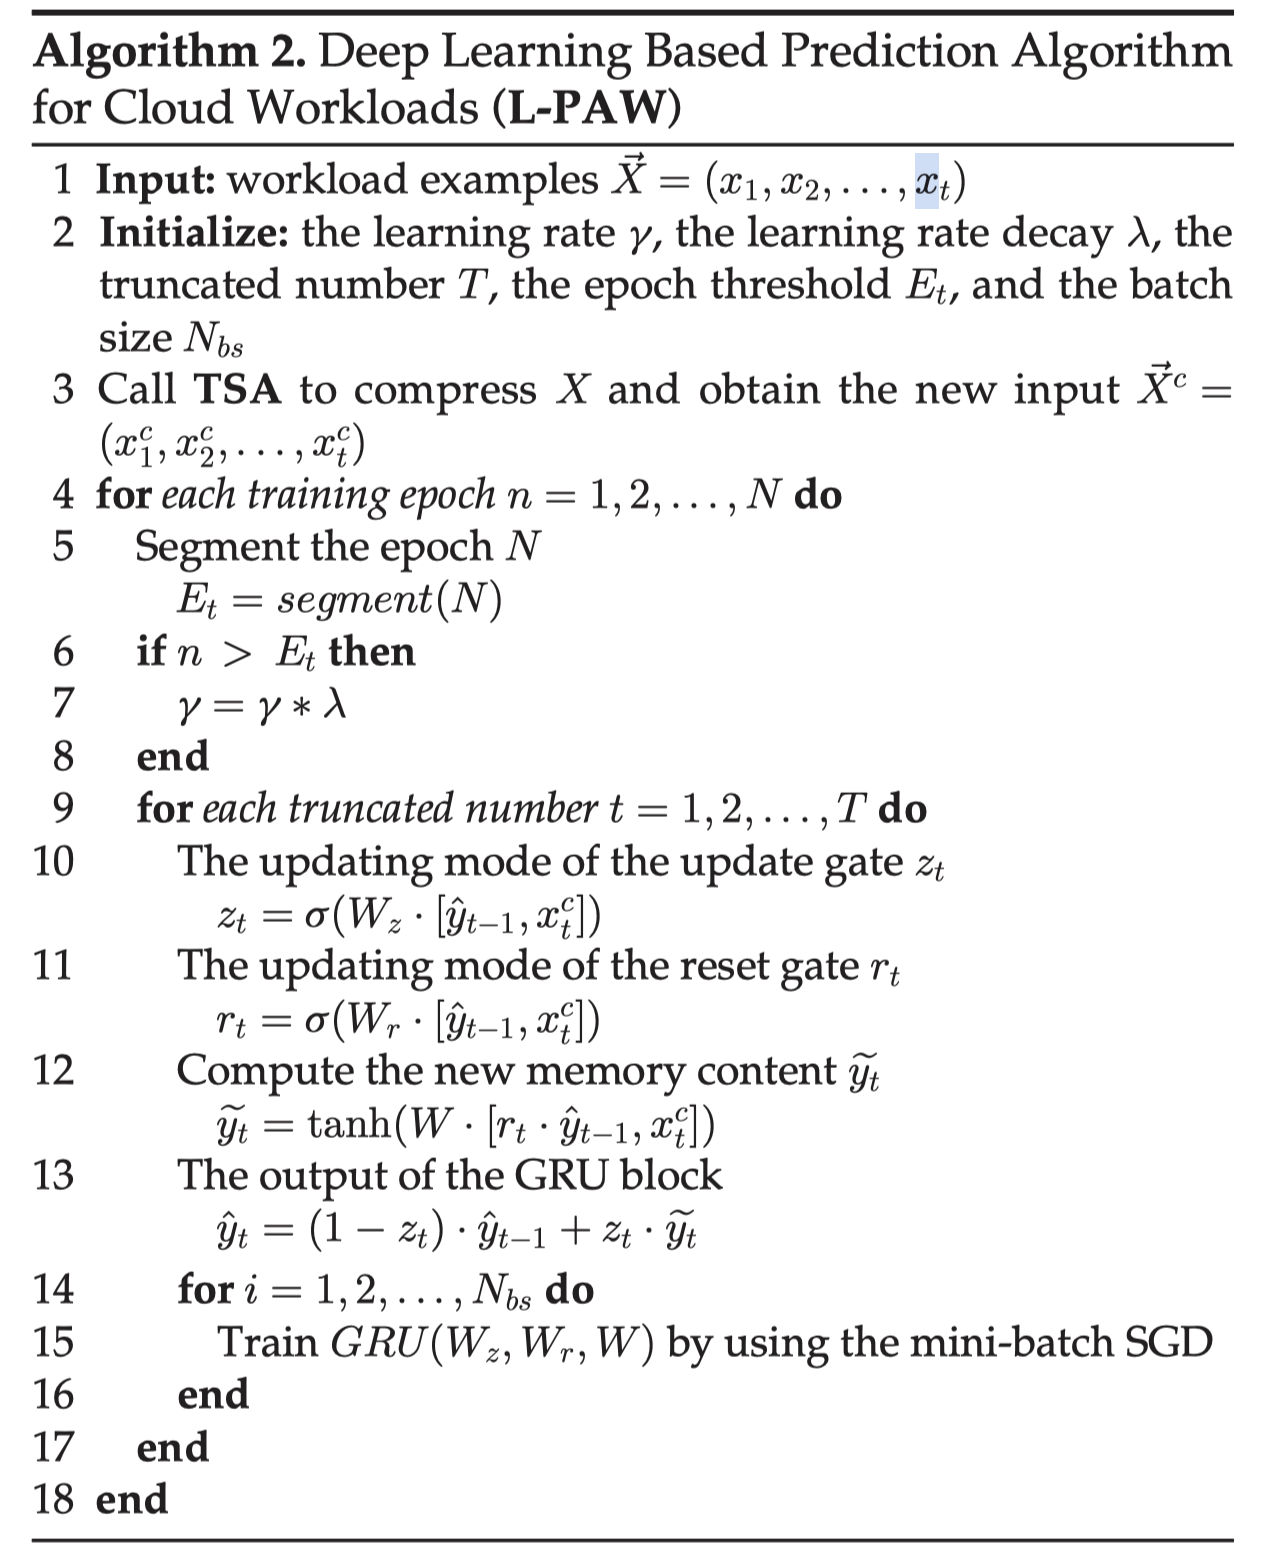 Algorithm 2. Deep Learning Based Prediction Algorithm
for Cloud Workloads (L-PAW)
1 Input: workload examples $\vec{X} = (x_1, x_2, \ldots, x_t)$
2 Initialize: the learning rate $\gamma$, the learning rate decay $\lambda$, the
truncated number $T$, the epoch threshold $E_t$, and the batch
size $N_{bs}$
3 Call TSA to compress $X$ and obtain the new input $\vec{X}^c =$
$(x_1^c, x_2^c, \ldots, x_t^c)$
4 for each training epoch $n = 1, 2, \ldots, N$ do
5 Segment the epoch $N$
$E_t = segment(N)$
6 if $n > E_t$ then
7 $\gamma = \gamma * \lambda$
8 end
9 for each truncated number $t = 1, 2, \ldots, T$ do
10 The updating mode of the update gate $z_t$
$z_t = \sigma(W_z \cdot [\hat{y}_{t-1}, x_t^c])$
11 The updating mode of the reset gate $r_t$
$r_t = \sigma(W_r \cdot [\hat{y}_{t-1}, x_t^c])$
12 Compute the new memory content $\widetilde{y}_t$
$\widetilde{y}_t = \tanh(W \cdot [r_t \cdot \hat{y}_{t-1}, x_t^c])$
13 The output of the GRU block
$\hat{y}_t = (1 - z_t) \cdot \hat{y}_{t-1} + z_t \cdot \widetilde{y}_t$
14 for $i = 1, 2, \ldots, N_{bs}$ do
15 Train $GRU(W_z, W_r, W)$ by using the mini-batch SGD
16 end
17 end
18 end